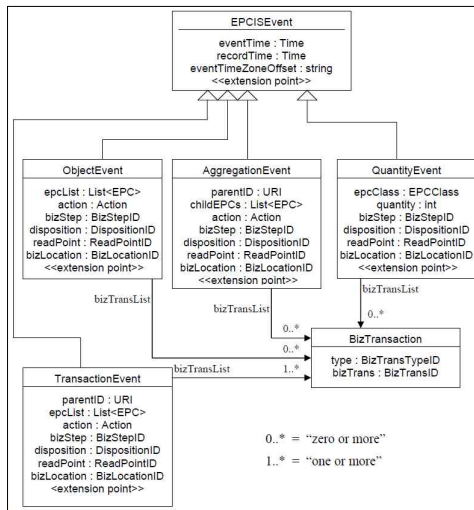 EPCISEvent
eventTime : Time
recordTime : Time
eventTimeZoneOffset : string
<<extension point>>
ObjectEvent
epcList : List<EPC>
action : Action
bizStep : BizStepID
disposition : DispositionID
readPoint : ReadPointID
bizLocation : BizLocationID
<<extension point>>
AggregationEvent
parentID : URI
childEPCs : List<EPC>
action : Action
bizStep : BizStepID
disposition : DispositionID
readPoint : ReadPointID
bizLocation : BizLocationID
<<extension point>>
QuantityEvent
epcClass : EPCClass
quantity : int
bizStep : BizStepID
disposition : DispositionID
readPoint : ReadPointID
bizLocation : BizLocationID
<<extension point>>
bizTransList
bizTransList
bizTransList
0..*
0..*
0..*
bizTransList
1..*
BizTransaction
type : BizTransTypeID
bizTrans : BizTransID
TransactionEvent
parentID : URI
epcList : List<EPC>
action : Action
bizStep : BizStepID
disposition : DispositionID
readPoint : ReadPointID
bizLocation : BizLocationID
<extension point>>
0..* = “zero or more”
1..* = “one or more”